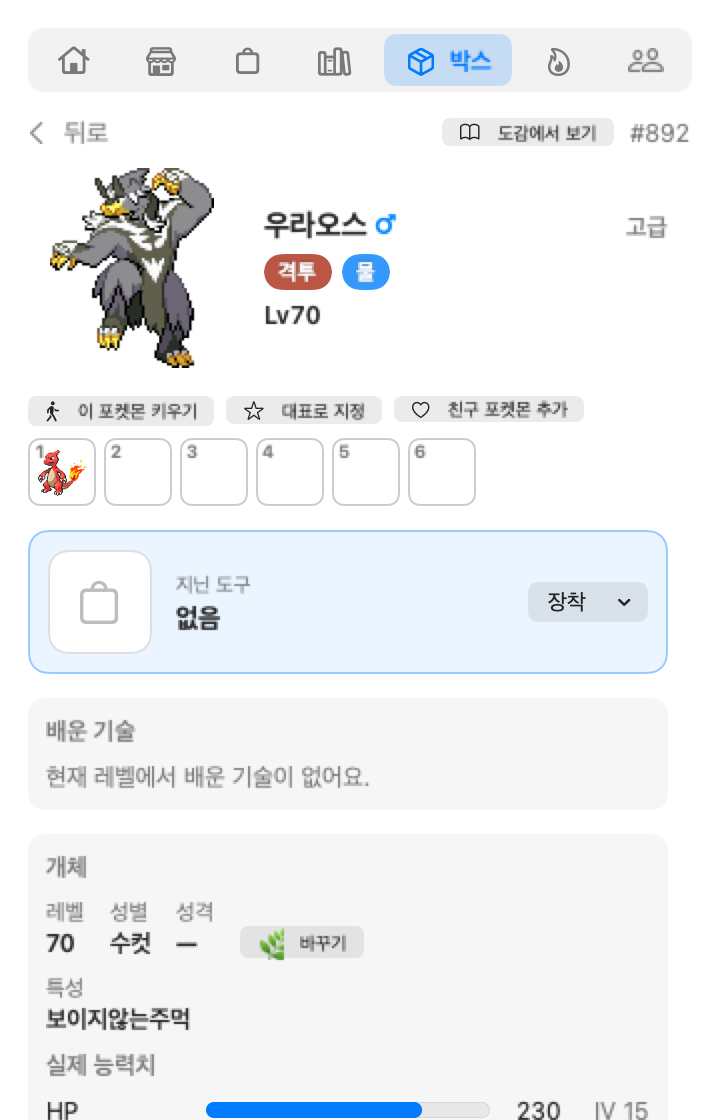 박스
뒤로
도감에서 보기
#892
우라오스 ♂
고급
격투 물
Lv70
이 포켓몬 키우기
대표로 지정
친구 포켓몬 추가
1 2 3 4 5 6
지닌 도구
없음
장착
배운 기술
현재 레벨에서 배운 기술이 없어요.
개체
레벨 성별 성격
70 수컷 — 바꾸기
특성
보이지않는주먹
실제 능력치
HP 230 IV 15